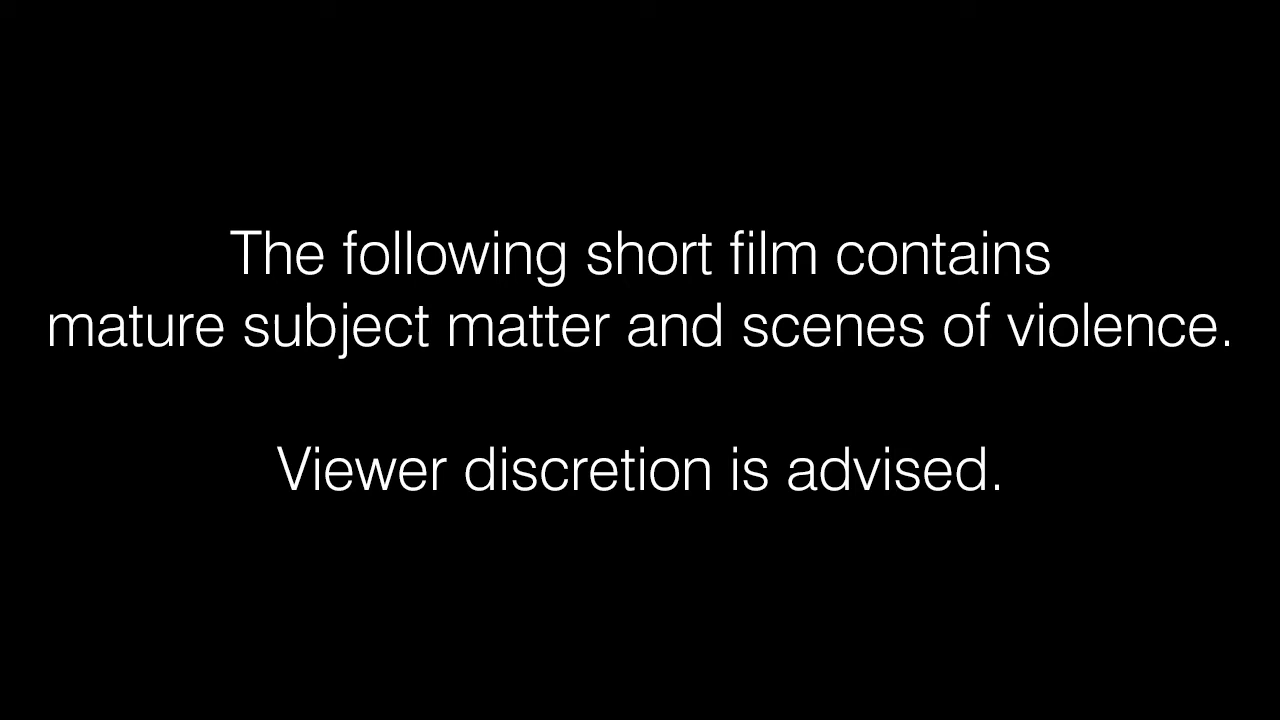 The following short film contains
mature subject matter and scenes of violence.
Viewer discretion is advised.